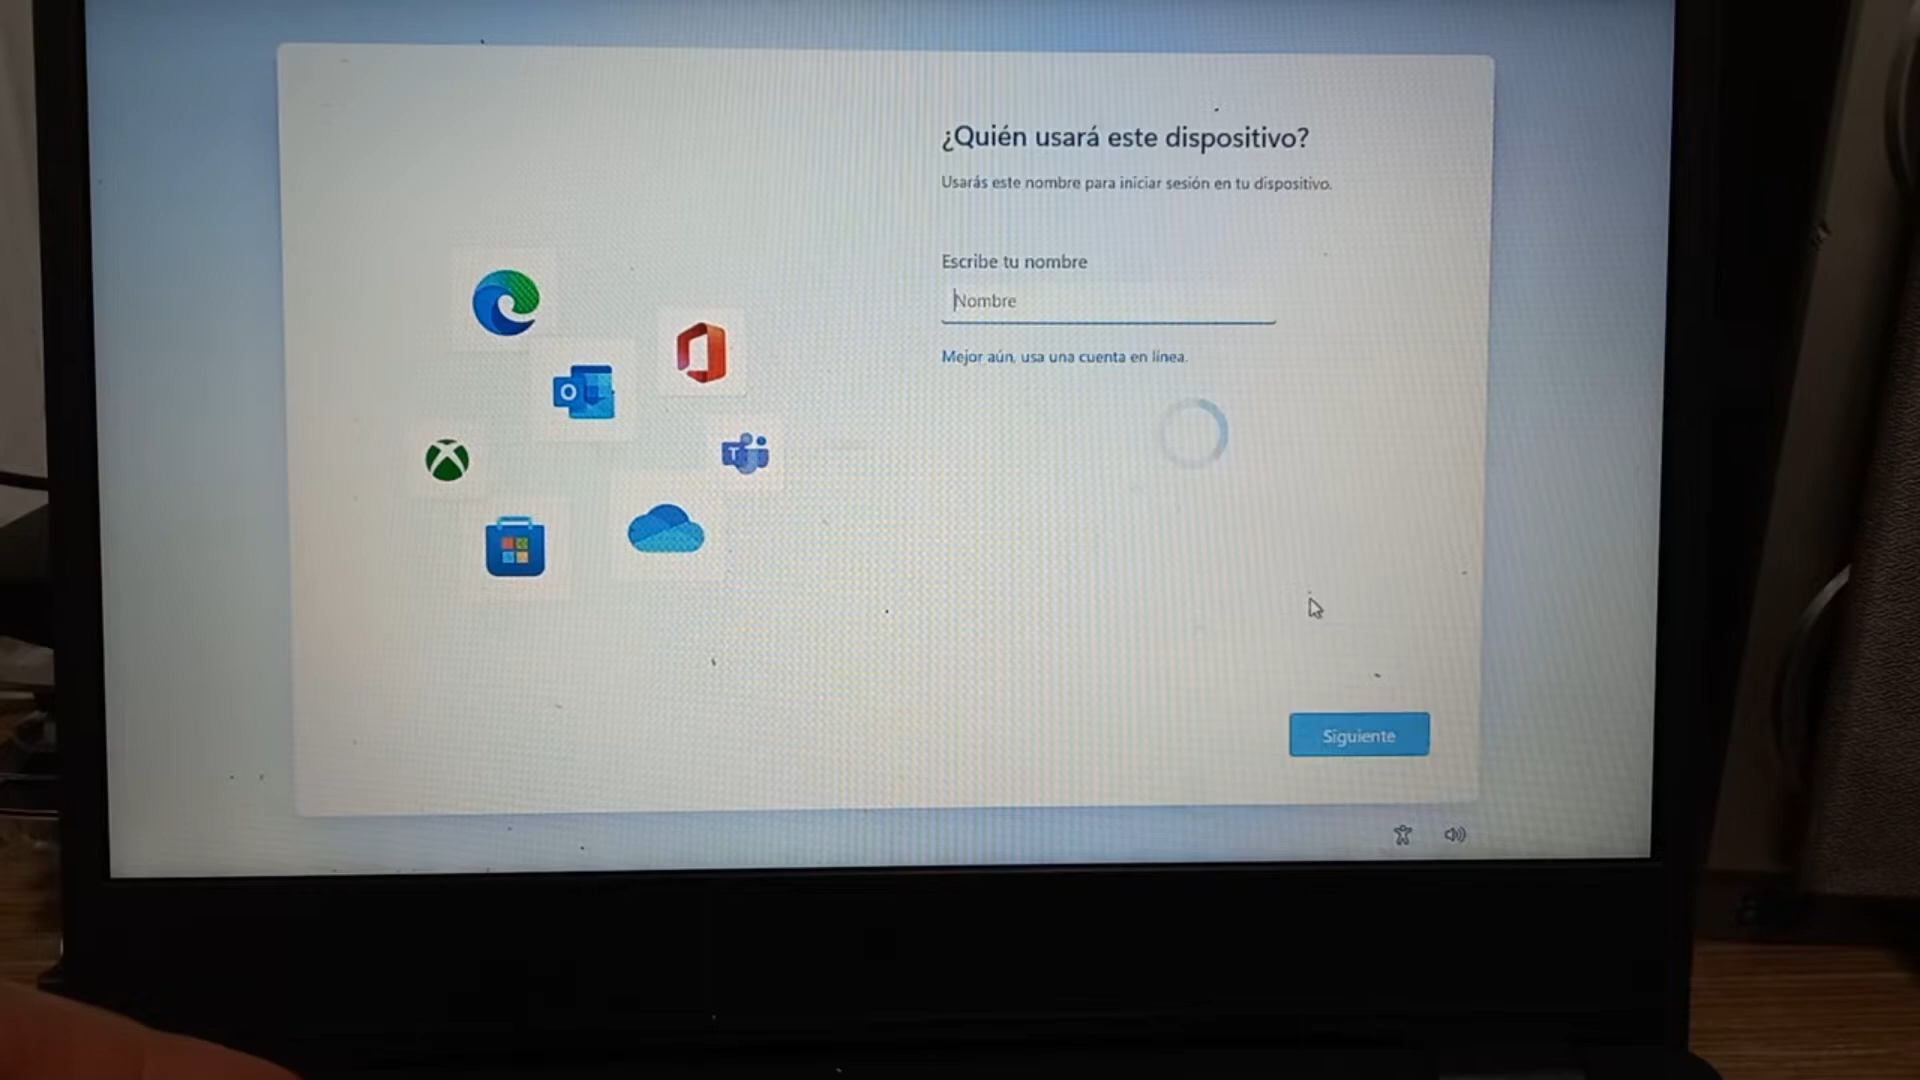 ¿Quién usará este dispositivo?
Usarás este nombre para iniciar sesión en tu dispositivo.
Escribe tu nombre
Nombre
Mejor aún, usa una cuenta en línea.
O
T
Siguiente